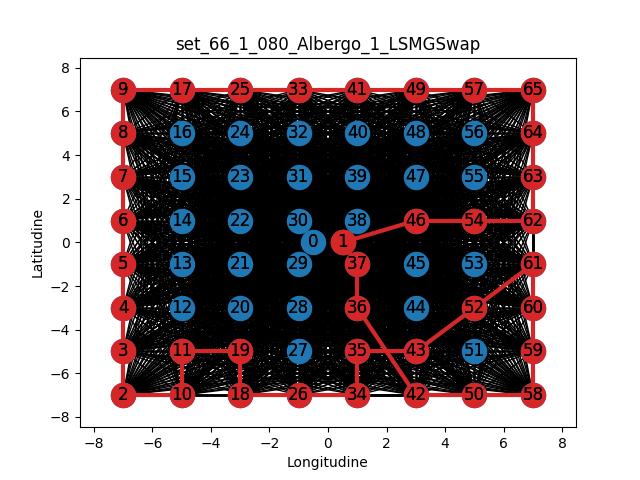 set_66_1_080_Albergo_1_LSMGSwap
8
6
4
2
0
−2
−4
−6
−8
Latitudine
9 17 25 33 41 49 57 65
8 16 24 32 40 48 56 64
7 15 23 31 39 47 55 63
6 14 22 30 38 46 54 62
0 1
5 13 21 29 37 45 53 61
4 12 20 28 36 44 52 60
3 11 19 27 35 43 51 59
2 10 18 26 34 42 50 58
−8 −6 −4 −2 0 2 4 6 8
Longitudine